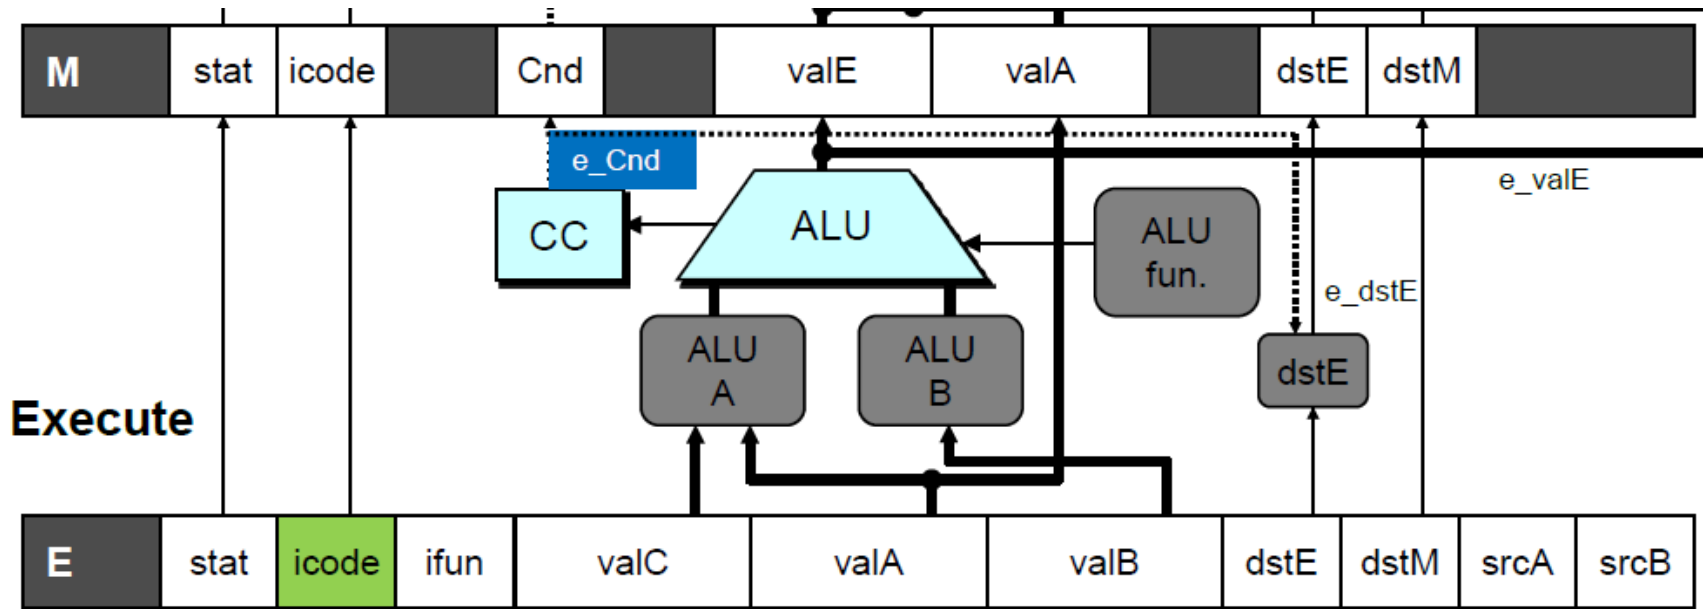 M stat icode Cnd valE valA dstE dstM
e_Cnd
e_valE
CC
ALU
ALU
fun.
e_dstE
ALU
A
ALU
B
dstE
Execute
E stat icode ifun valC valA valB dstE dstM srcA srcB